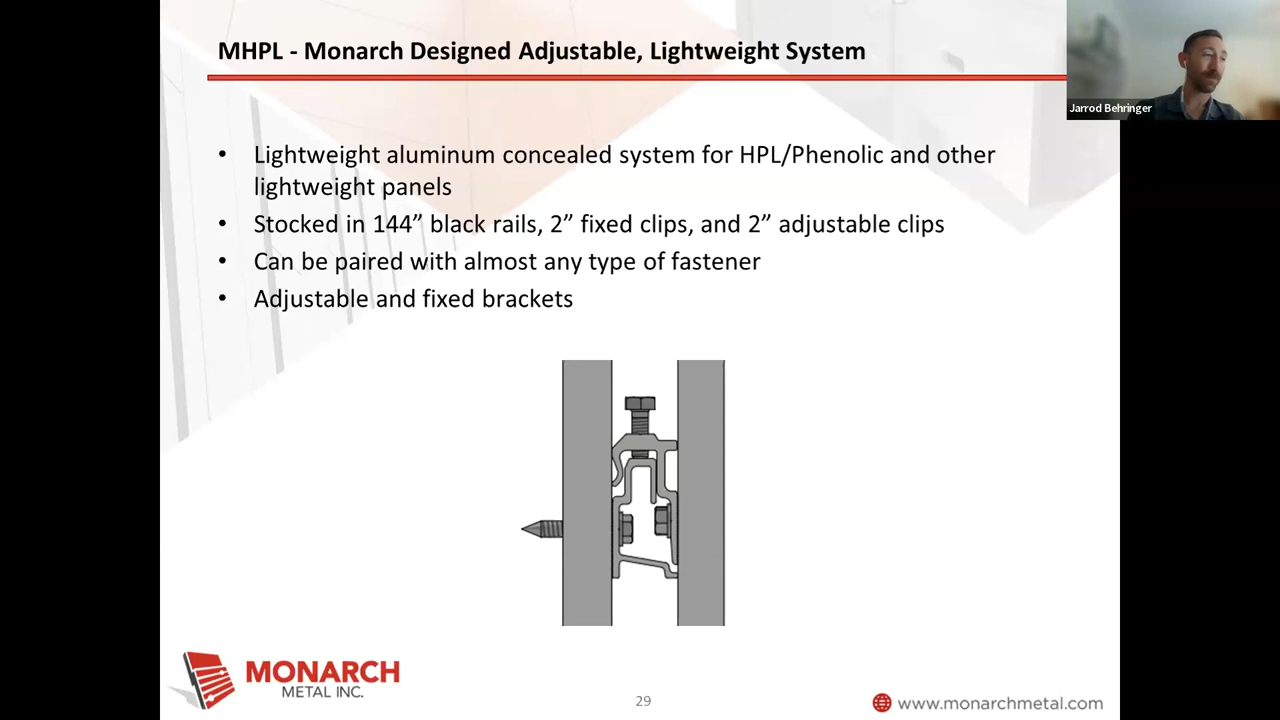 MHPL - Monarch Designed Adjustable, Lightweight System
Jarrod Behringer
• Lightweight aluminum concealed system for HPL/Phenolic and other
lightweight panels
• Stocked in 144” black rails, 2” fixed clips, and 2” adjustable clips
• Can be paired with almost any type of fastener
• Adjustable and fixed brackets
MONARCH
METAL INC.
29
www.monarchmetal.com